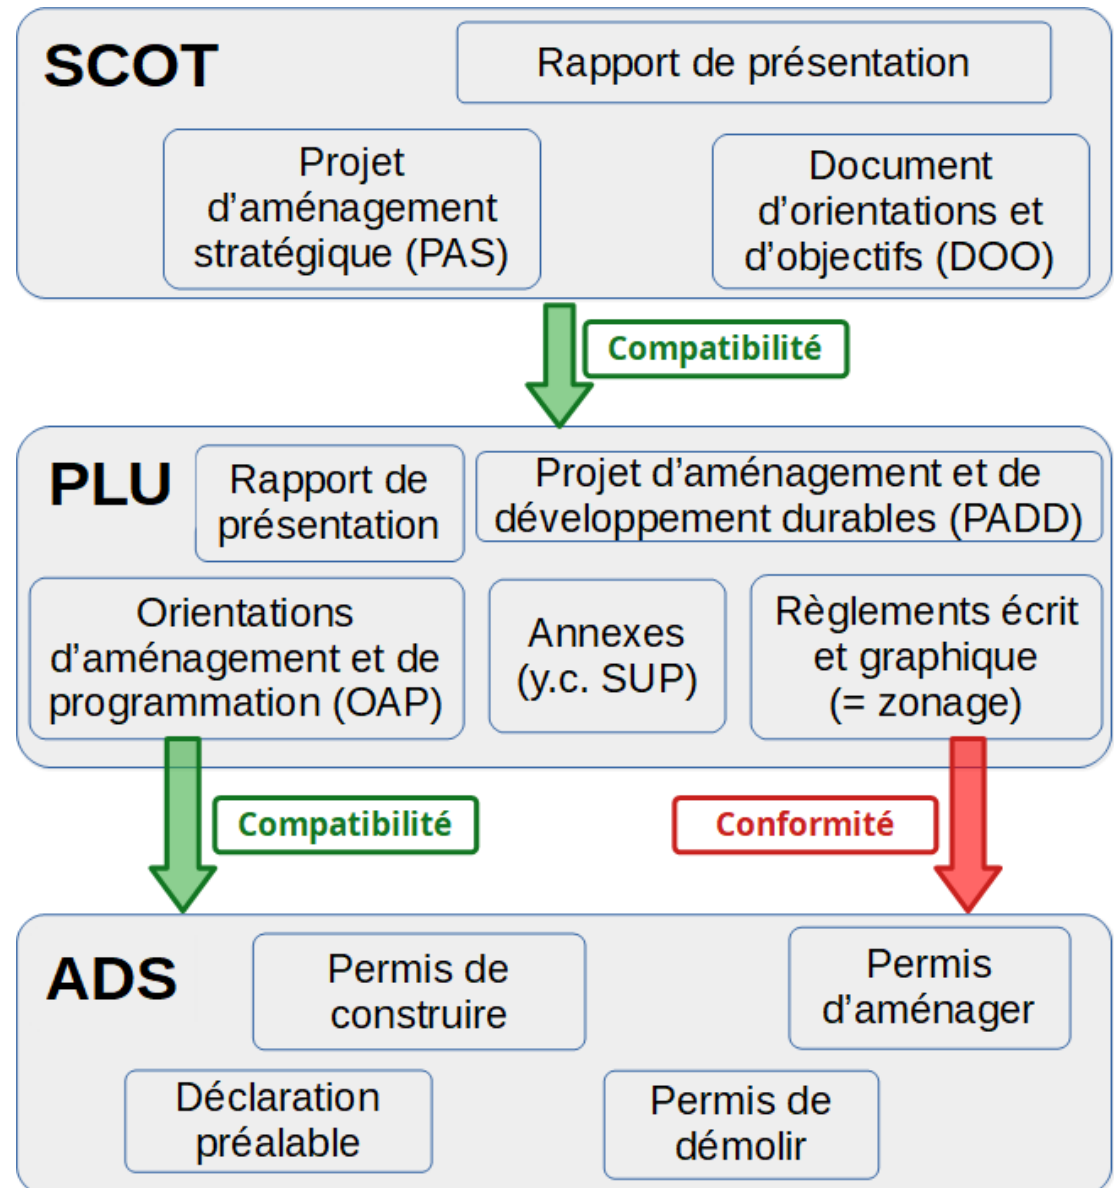 SCOT
Rapport de présentation
Projet
d’aménagement
stratégique (PAS)
Document
d’orientations et
d’objectifs (DOO)
Compatibilité
PLU
Rapport de
présentation
Projet d’aménagement et de
développement durables (PADD)
Orientations
d’aménagement et de
programmation (OAP)
Annexes
(y.c. SUP)
Règlements écrit
et graphique
(= zonage)
Compatibilité
Conformité
ADS
Permis de
construire
Permis
d’aménager
Déclaration
préalable
Permis de
démolir